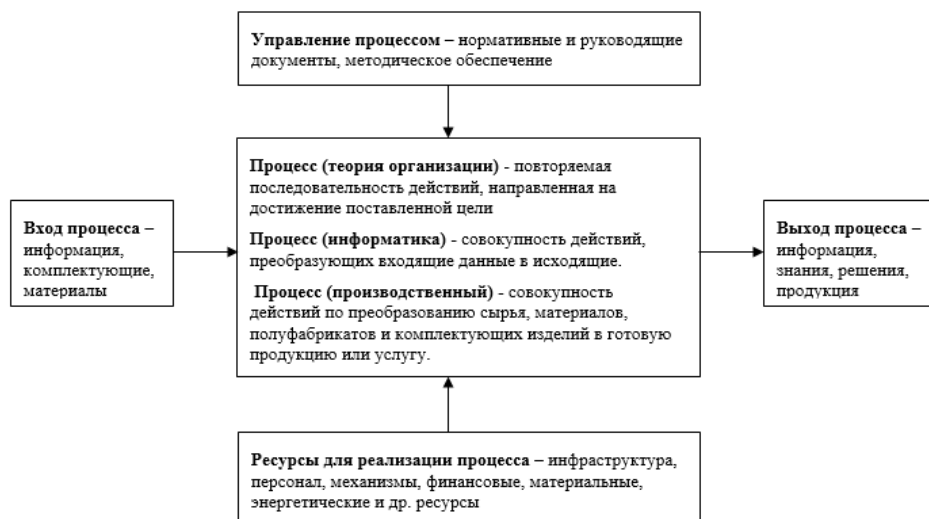 Управление процессом – нормативные и руководящие
документы, методическое обеспечение
Вход процесса –
информация,
комплектующие,
материалы
Процесс (теория организации) - повторяемая
последовательность действий, направленная на
достижение поставленной цели
Процесс (информатика) - совокупность действий,
преобразующих входящие данные в исходящие.
Процесс (производственный) - совокупность
действий по преобразованию сырья, материалов,
полуфабрикатов и комплектующих изделий в готовую
продукцию или услугу.
Выход процесса –
информация,
знания, решения,
продукция
Ресурсы для реализации процесса – инфраструктура,
персонал, механизмы, финансовые, материальные,
энергетические и др. ресурсы